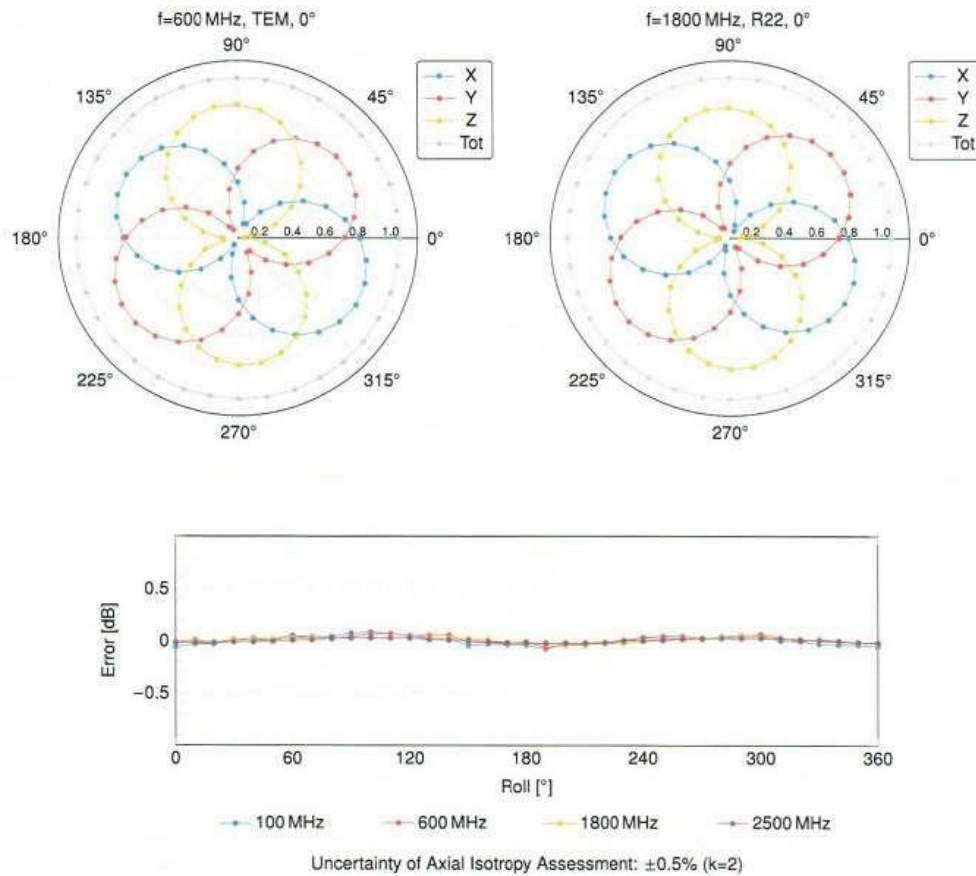 f=600 MHz, TEM, 0°
90°
135°
45°
X
Y
Z
Tot
180°
0.2 0.4 0.6 0.8 1.0
0°
225°
315°
270°
f=1800 MHz, R22, 0°
90°
135°
45°
X
Y
Z
Tot
180°
0.2 0.4 0.6 0.8 1.0
0°
225°
315°
270°
Error [dB]
0.5
0
−0.5
0 60 120 180 240 300 360
Roll [°]
100 MHz 600 MHz 1800 MHz 2500 MHz
Uncertainty of Axial Isotropy Assessment: ±0.5% (k=2)